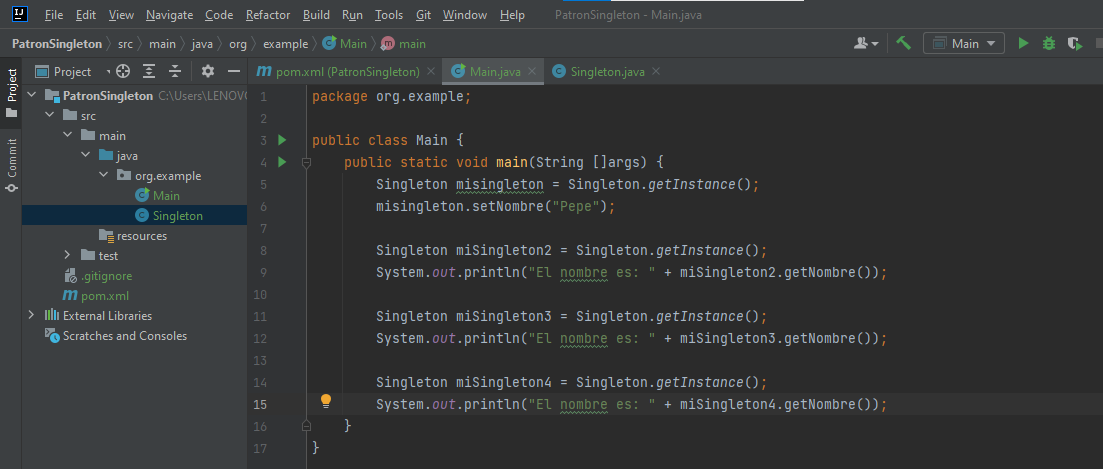 IJ File Edit View Navigate Code Refactor Build Run Tools Git Window Help PatronSingleton - Main.java
PatronSingleton src main java org example Main main Main
Project
Commit
Project
PatronSingleton C:\Users\LENOVO
src
main
java
org.example
Main
Singleton
resources
test
.gitignore
pom.xml
External Libraries
Scratches and Consoles
pom.xml (PatronSingleton) Main.java Singleton.java
1 package org.example;
2
3 public class Main {
4 public static void main(String []args) {
5 Singleton misingleton = Singleton.getInstance();
6 misingleton.setNombre("Pepe");
7
8 Singleton miSingleton2 = Singleton.getInstance();
9 System.out.println("El nombre es: " + miSingleton2.getNombre());
10
11 Singleton miSingleton3 = Singleton.getInstance();
12 System.out.println("El nombre es: " + miSingleton3.getNombre());
13
14 Singleton miSingleton4 = Singleton.getInstance();
15 System.out.println("El nombre es: " + miSingleton4.getNombre());
16 }
17 }